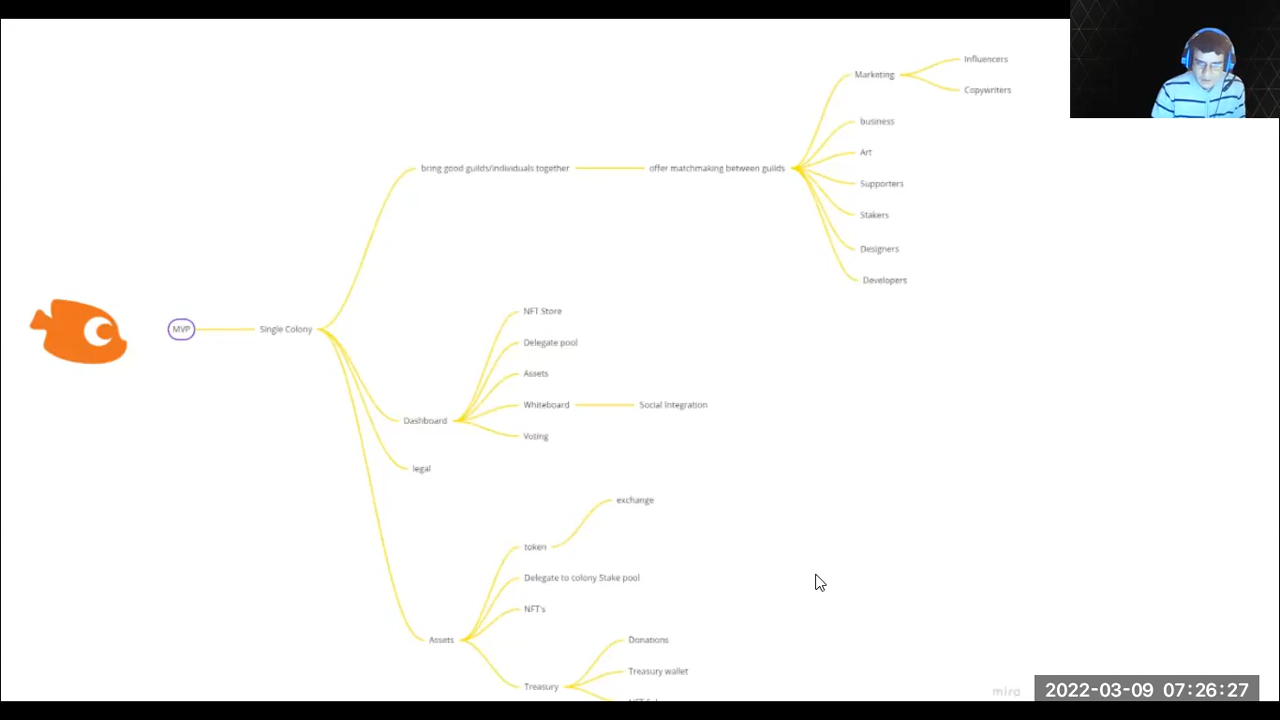 Influencers
Marketing
Copywriters
business
Art
bring good guilds/individuals together
offer matchmaking between guilds
Supporters
Stakers
Designers
Developers
NFT Store
MVP
Single Colony
Delegate pool
Assets
Whiteboard
Social Integration
Dashboard
Voting
legal
exchange
token
Delegate to colony Stake pool
NFT's
Assets
Donations
Treasury wallet
Treasury
miro
2022-03-09 07:26:27